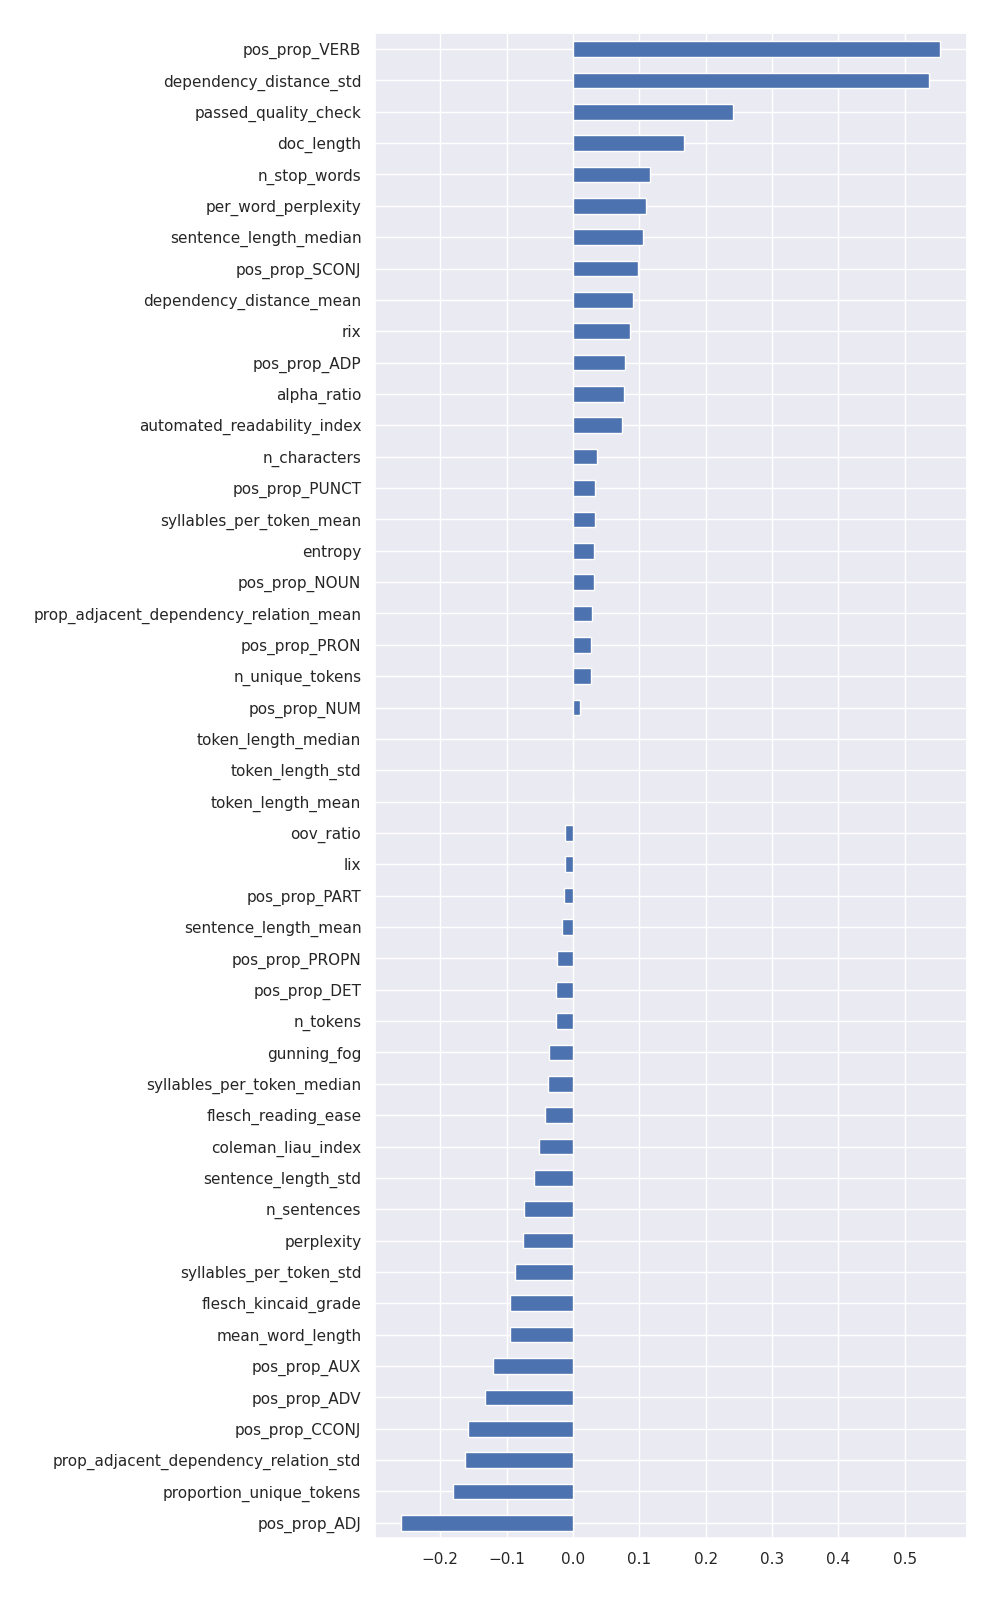 pos_prop_VERB
dependency_distance_std
passed_quality_check
doc_length
n_stop_words
per_word_perplexity
sentence_length_median
pos_prop_SCONJ
dependency_distance_mean
rix
pos_prop_ADP
alpha_ratio
automated_readability_index
n_characters
pos_prop_PUNCT
syllables_per_token_mean
entropy
pos_prop_NOUN
prop_adjacent_dependency_relation_mean
pos_prop_PRON
n_unique_tokens
pos_prop_NUM
token_length_median
token_length_std
token_length_mean
oov_ratio
lix
pos_prop_PART
sentence_length_mean
pos_prop_PROPN
pos_prop_DET
n_tokens
gunning_fog
syllables_per_token_median
flesch_reading_ease
coleman_liau_index
sentence_length_std
n_sentences
perplexity
syllables_per_token_std
flesch_kincaid_grade
mean_word_length
pos_prop_AUX
pos_prop_ADV
pos_prop_CCONJ
prop_adjacent_dependency_relation_std
proportion_unique_tokens
pos_prop_ADJ
−0.2 −0.1 0.0 0.1 0.2 0.3 0.4 0.5